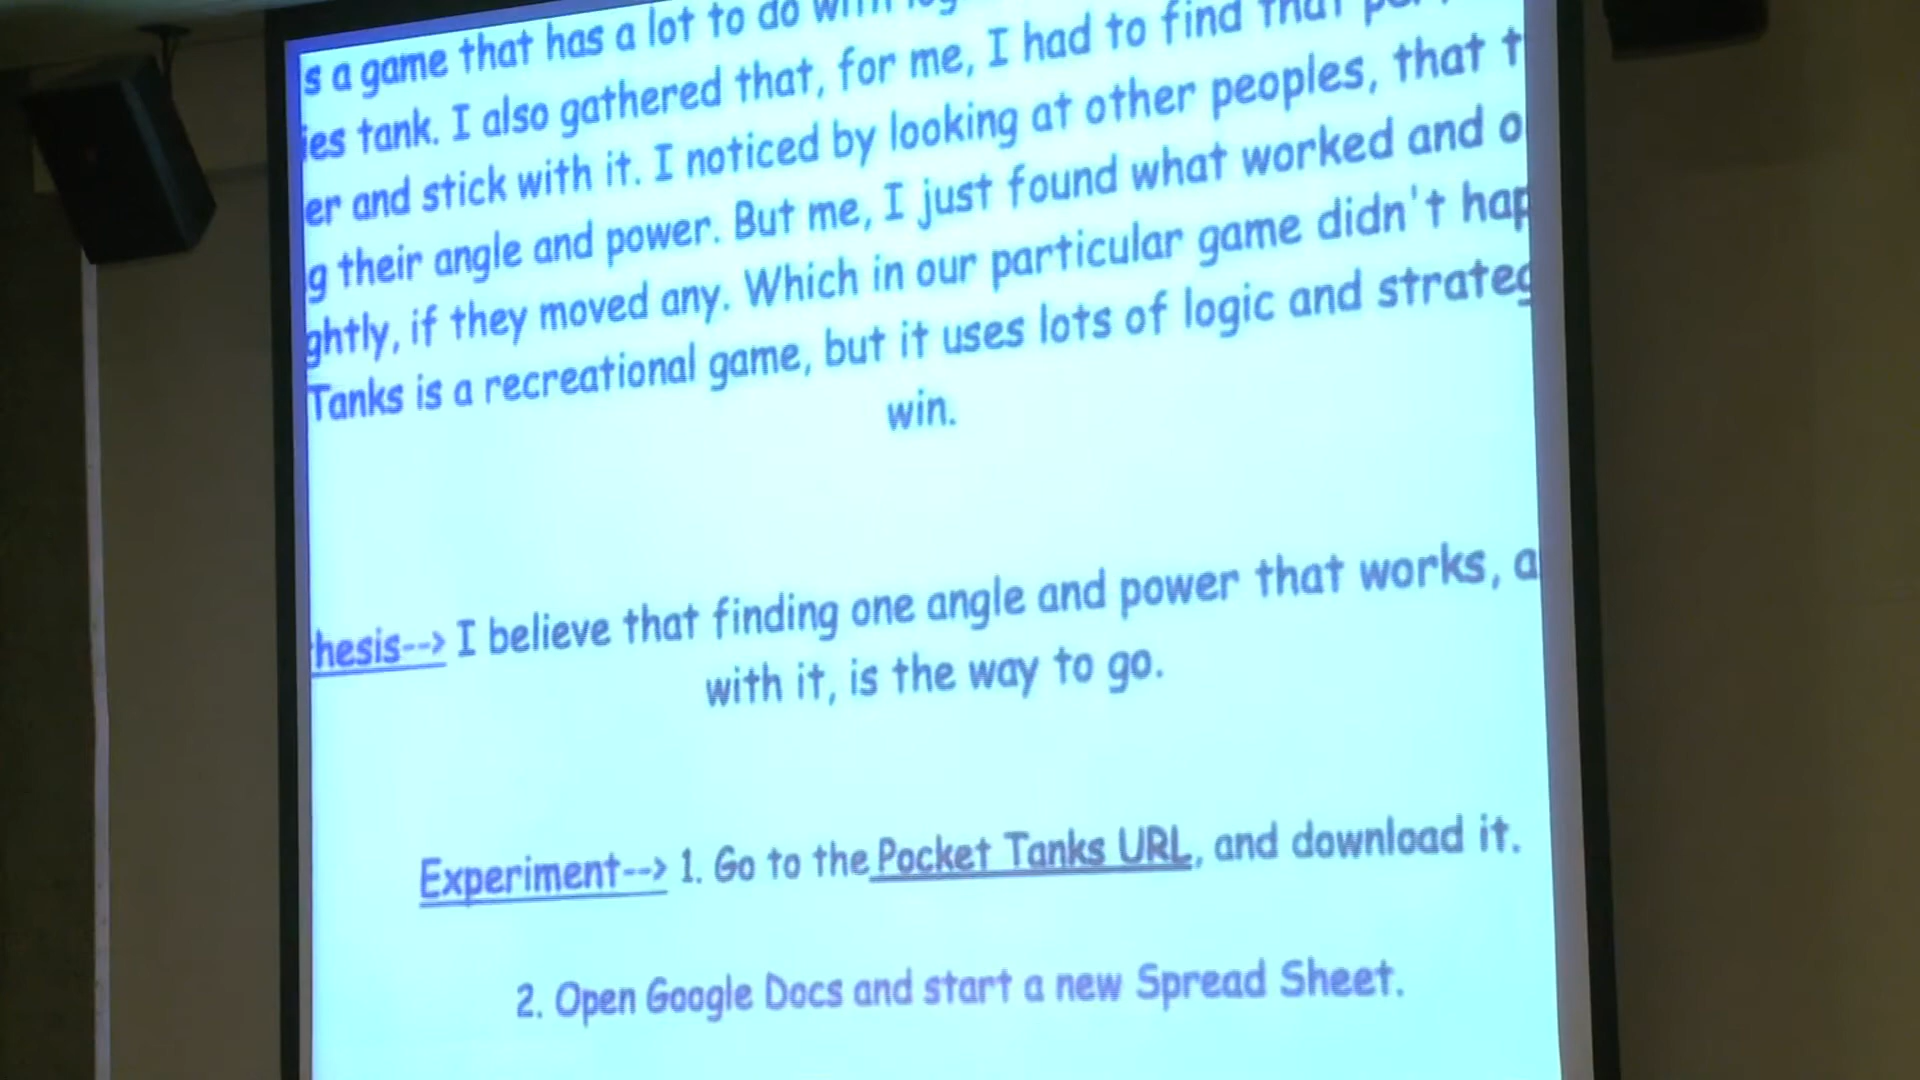 s a game that has a lot to do with
ies tank. I also gathered that, for me, I had to find that
er and stick with it. I noticed by looking at other peoples, that t
g their angle and power. But me, I just found what worked and o
ghtly, if they moved any. Which in our particular game didn't hap
Tanks is a recreational game, but it uses lots of logic and strateg
win.
hesis--> I believe that finding one angle and power that works, a
with it, is the way to go.
Experiment--> 1. Go to the Pocket Tanks URL, and download it.
2. Open Google Docs and start a new Spread Sheet.